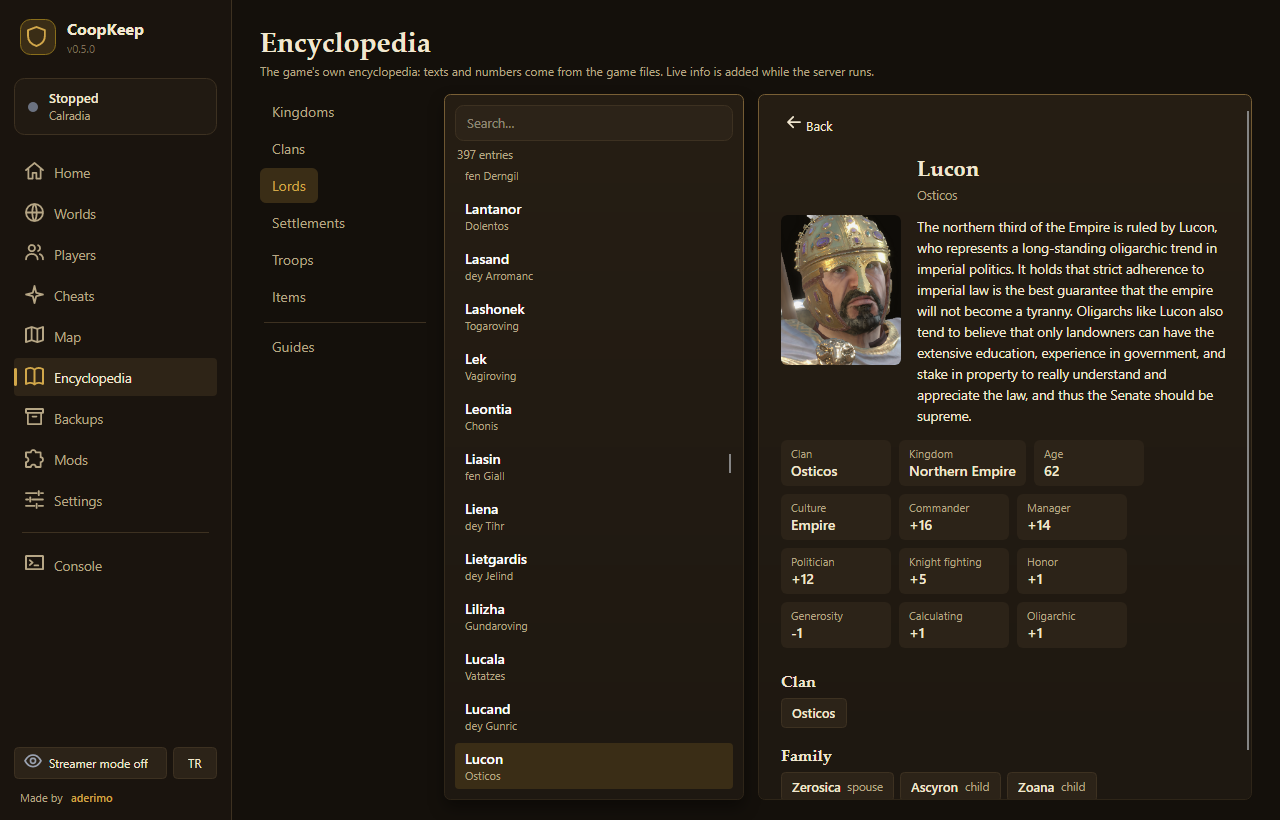 CoopKeep
v0.5.0
Stopped
Calradia
Home
Worlds
Players
Cheats
Map
Encyclopedia
Backups
Mods
Settings
Console
Streamer mode off
TR
Made by aderimo
Encyclopedia
The game's own encyclopedia: texts and numbers come from the game files. Live info is added while the server runs.
Kingdoms
Clans
Lords
Settlements
Troops
Items
Guides
Search...
397 entries
fen Derngil
Lantanor
Dolentos
Lasand
dey Arromanc
Lashonek
Togaroving
Lek
Vagiroving
Leontia
Chonis
Liasin
fen Giall
Liena
dey Tihr
Lietgardis
dey Jelind
Lilizha
Gundaroving
Lucala
Vatatzes
Lucand
dey Gunric
Lucon
Osticos
Back
Lucon
Osticos
The northern third of the Empire is ruled by Lucon,
who represents a long-standing oligarchic trend in
imperial politics. It holds that strict adherence to
imperial law is the best guarantee that the empire
will not become a tyranny. Oligarchs like Lucon also
tend to believe that only landowners can have the
extensive education, experience in government, and
stake in property to really understand and
appreciate the law, and thus the Senate should be
supreme.
Clan
Osticos
Kingdom
Northern Empire
Age
62
Culture
Empire
Commander
+16
Manager
+14
Politician
+12
Knight fighting
+5
Honor
+1
Generosity
-1
Calculating
+1
Oligarchic
+1
Clan
Osticos
Family
Zerosica spouse
Ascyron child
Zoana child